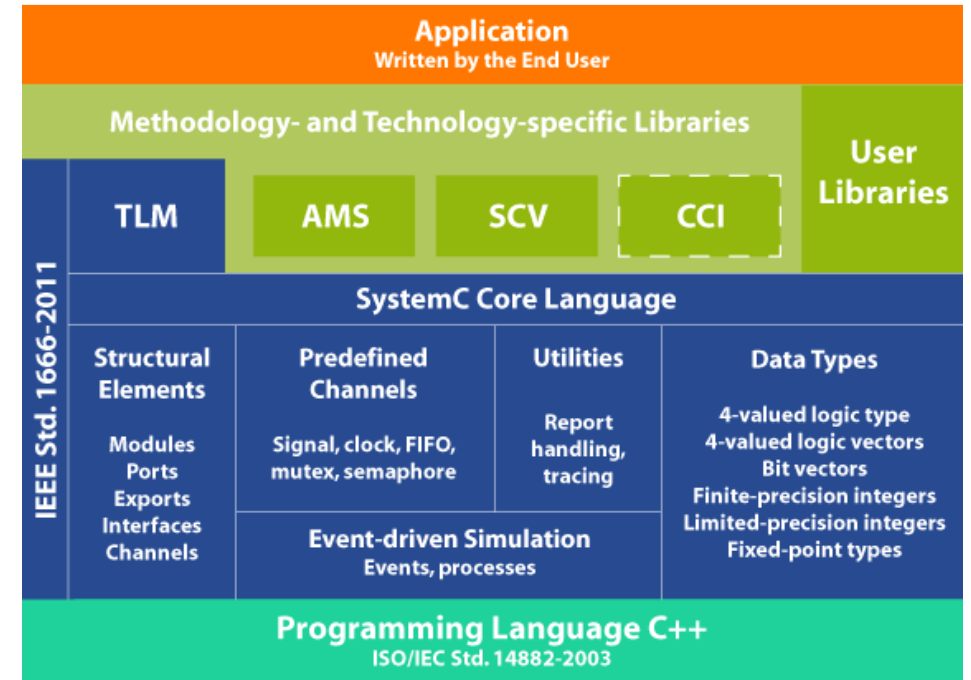 Application
Written by the End User
Methodology- and Technology-specific Libraries
User
Libraries
TLM
AMS
SCV
CCI
IEEE Std. 1666-2011
SystemC Core Language
Structural
Elements
Modules
Ports
Exports
Interfaces
Channels
Predefined
Channels
Signal, clock, FIFO,
mutex, semaphore
Utilities
Report
handling,
tracing
Data Types
4-valued logic type
4-valued logic vectors
Bit vectors
Finite-precision integers
Limited-precision integers
Fixed-point types
Event-driven Simulation
Events, processes
Programming Language C++
ISO/IEC Std. 14882-2003